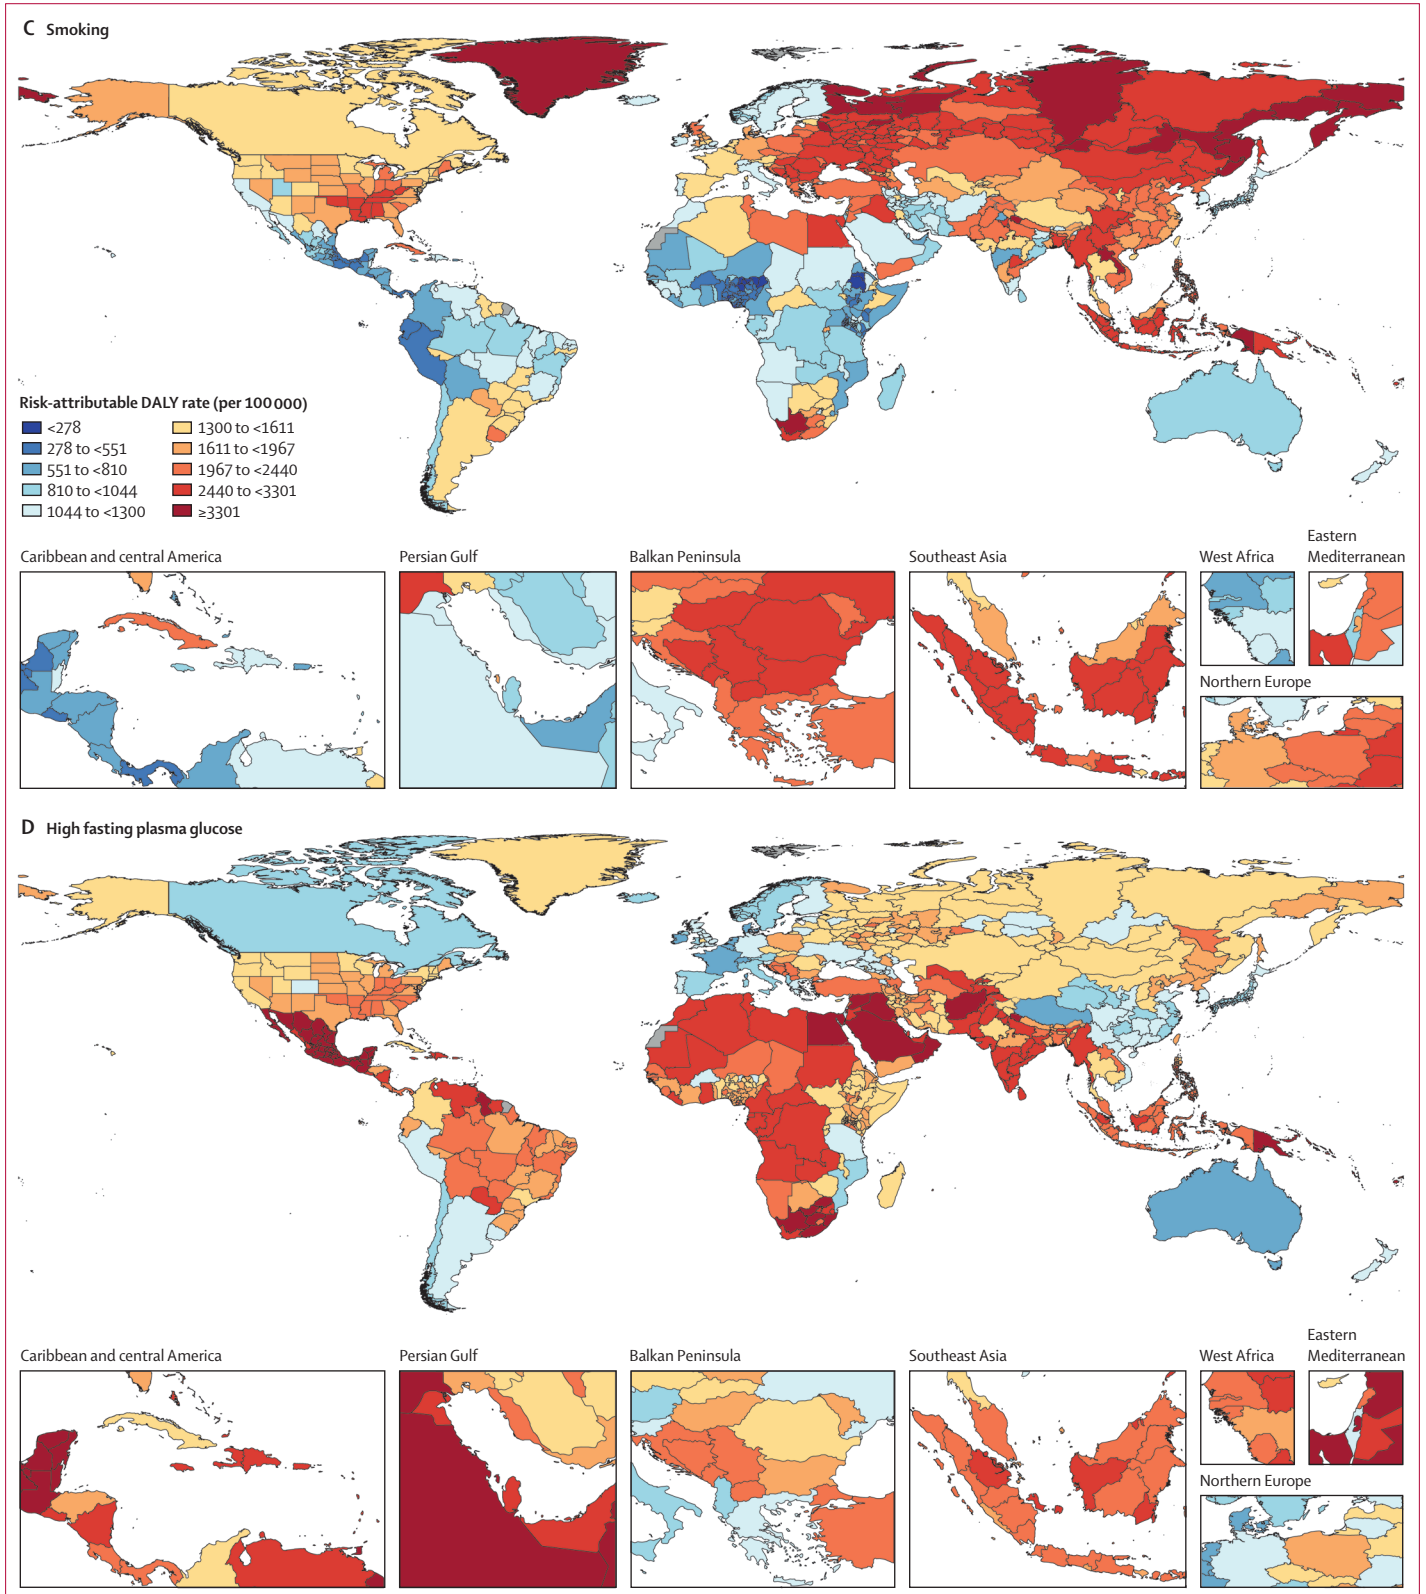 C Smoking
Risk-attributable DALY rate (per 100 000)
<278
278 to <551
551 to <810
810 to <1044
1044 to <1300
1300 to <1611
1611 to <1967
1967 to <2440
2440 to <3301
≥3301
Caribbean and central America
Persian Gulf
Balkan Peninsula
Southeast Asia
West Africa
Eastern
Mediterranean
Northern Europe
D High fasting plasma glucose
Caribbean and central America
Persian Gulf
Balkan Peninsula
Southeast Asia
West Africa
Eastern
Mediterranean
Northern Europe